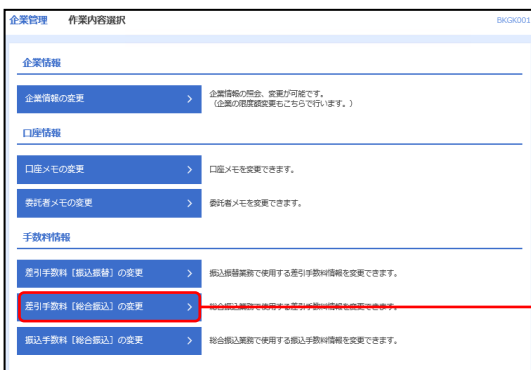 企業管理 作業内容選択 BKGK001
企業情報
企業情報の変更
企業情報の照会、変更が可能です。
（企業の限度額変更もこちらで行います。）
口座情報
口座メモの変更
口座メモを変更できます。
委託者メモの変更
委託者メモを変更できます。
手数料情報
差引手数料［振込振替］の変更
振込振替業務で使用する差引手数料情報を変更できます。
差引手数料［総合振込］の変更
総合振込業務で使用する差引手数料情報を変更できます。
振込手数料［総合振込］の変更
総合振込業務で使用する振込手数料情報を変更できます。